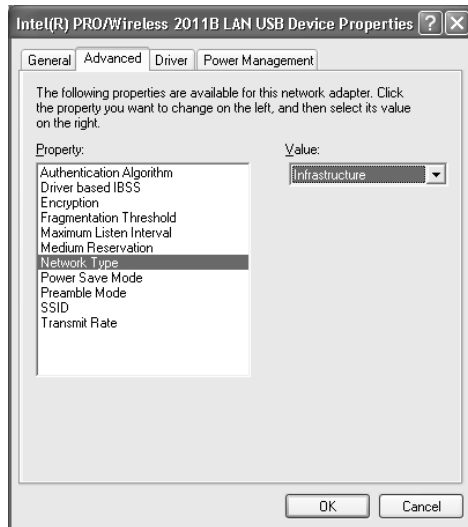 Intel(R) PRO/Wireless 2011B LAN USB Device Properties
General Advanced Driver Power Management
The following properties are available for this network adapter. Click
the property you want to change on the left, and then select its value
on the right.
Property: Value:
Authentication Algorithm Infrastructure
Driver based IBSS
Encryption
Fragmentation Threshold
Maximum Listen Interval
Medium Reservation
Network Type
Power Save Mode
Preamble Mode
SSID
Transmit Rate
OK Cancel